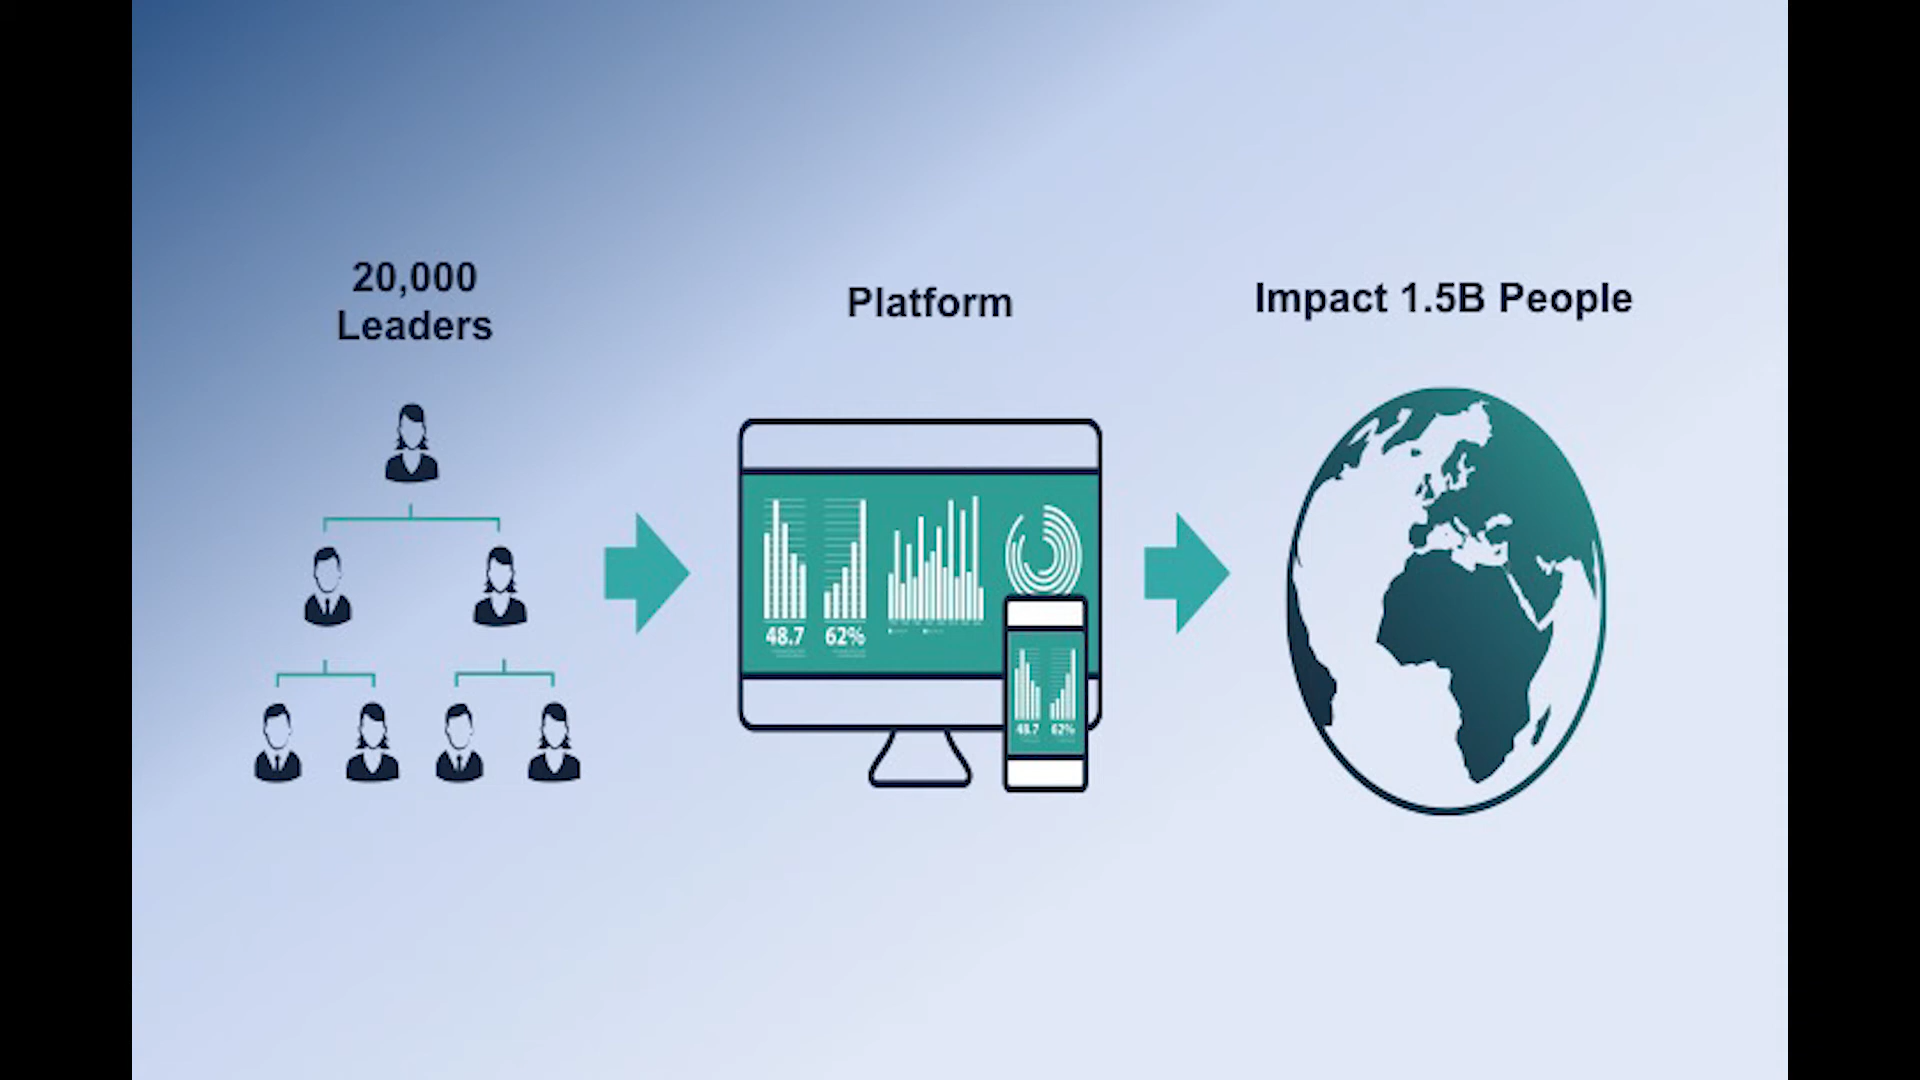 20,000
Leaders
Platform
Impact 1.5B People
48.7 62%
48.7 62%